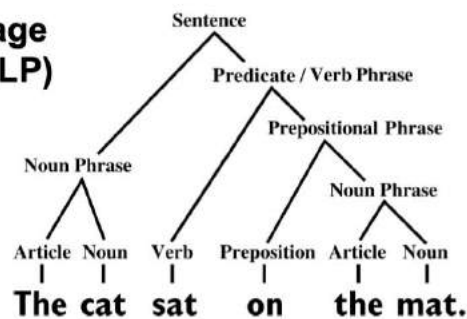 age
LP)
Sentence
Predicate / Verb Phrase
Prepositional Phrase
Noun Phrase
Noun Phrase
Article Noun Verb Preposition Article Noun
The cat sat on the mat.